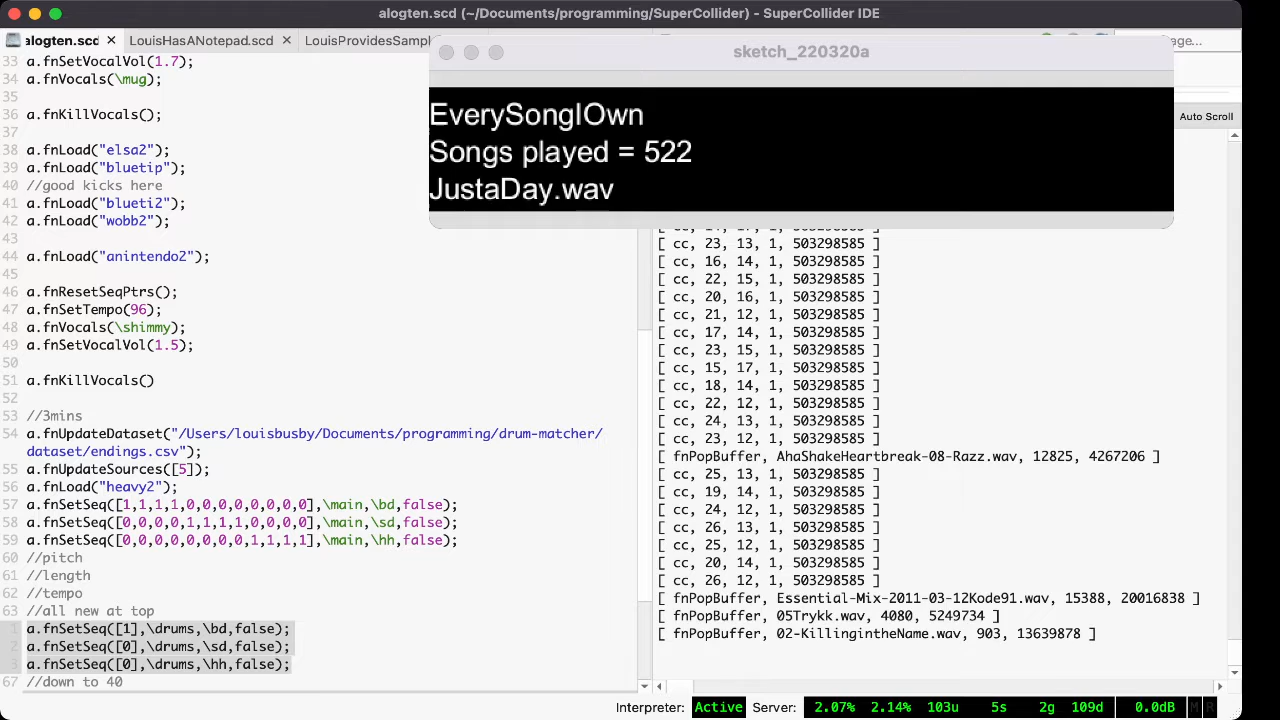 alogten.scd (~/Documents/programming/SuperCollider) - SuperCollider IDE
alogten.scd
LouisHasANotepad.scd
LouisProvidesSampl
age...
Auto Scroll
sketch_220320a
EverySongIOwn
Songs played = 522
JustaDay.wav
33 a.fnSetVocalVol(1.7);
34 a.fnVocals(\mug);
35
36 a.fnKillVocals();
37
38 a.fnLoad("elsa2");
39 a.fnLoad("bluetip");
40 //good kicks here
41 a.fnLoad("blueti2");
42 a.fnLoad("wobb2");
43
44 a.fnLoad("anintendo2");
45
46 a.fnResetSeqPtrs();
47 a.fnSetTempo(96);
48 a.fnVocals(\shimmy);
49 a.fnSetVocalVol(1.5);
50
51 a.fnKillVocals()
52
53 //3mins
54 a.fnUpdateDataset("/Users/louisbusby/Documents/programming/drum-matcher/
dataset/endings.csv");
55 a.fnUpdateSources([5]);
56 a.fnLoad("heavy2");
57 a.fnSetSeq([1,1,1,1,0,0,0,0,0,0,0,0],\main,\bd,false);
58 a.fnSetSeq([0,0,0,0,1,1,1,1,0,0,0,0],\main,\sd,false);
59 a.fnSetSeq([0,0,0,0,0,0,0,0,1,1,1,1],\main,\hh,false);
60 //pitch
61 //length
62 //tempo
63 //all new at top
1 a.fnSetSeq([1],\drums,\bd,false);
2 a.fnSetSeq([0],\drums,\sd,false);
3 a.fnSetSeq([0],\drums,\hh,false);
67 //down to 40
[ cc, 23, 13, 1, 503298585 ]
[ cc, 16, 14, 1, 503298585 ]
[ cc, 22, 15, 1, 503298585 ]
[ cc, 20, 16, 1, 503298585 ]
[ cc, 21, 12, 1, 503298585 ]
[ cc, 17, 14, 1, 503298585 ]
[ cc, 23, 15, 1, 503298585 ]
[ cc, 15, 17, 1, 503298585 ]
[ cc, 18, 14, 1, 503298585 ]
[ cc, 22, 12, 1, 503298585 ]
[ cc, 24, 13, 1, 503298585 ]
[ cc, 23, 12, 1, 503298585 ]
[ fnPopBuffer, AhaShakeHeartbreak-08-Razz.wav, 12825, 4267206 ]
[ cc, 25, 13, 1, 503298585 ]
[ cc, 19, 14, 1, 503298585 ]
[ cc, 24, 12, 1, 503298585 ]
[ cc, 26, 13, 1, 503298585 ]
[ cc, 25, 12, 1, 503298585 ]
[ cc, 20, 14, 1, 503298585 ]
[ cc, 26, 12, 1, 503298585 ]
[ fnPopBuffer, Essential-Mix-2011-03-12Kode91.wav, 15388, 20016838 ]
[ fnPopBuffer, 05Trykk.wav, 4080, 5249734 ]
[ fnPopBuffer, 02-KillingintheName.wav, 903, 13639878 ]
Interpreter: Active Server: 2.07% 2.14% 103u 5s 2g 109d 0.0dB M R